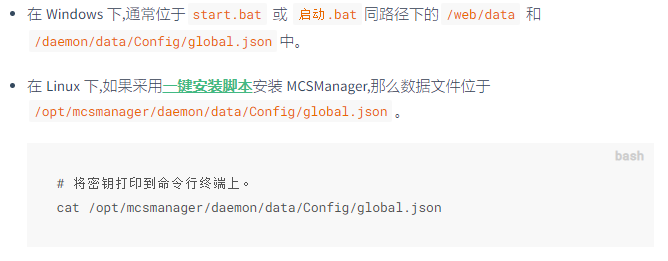 在 Windows 下,通常位于 start.bat 或 启动.bat 同路径下的 /web/data 和
/daemon/data/Config/global.json 中。
在 Linux 下,如果采用一键安装脚本安装 MCSManager,那么数据文件位于
/opt/mcsmanager/daemon/data/Config/global.json 。
bash
# 将密钥打印到命令行终端上。
cat /opt/mcsmanager/daemon/data/Config/global.json